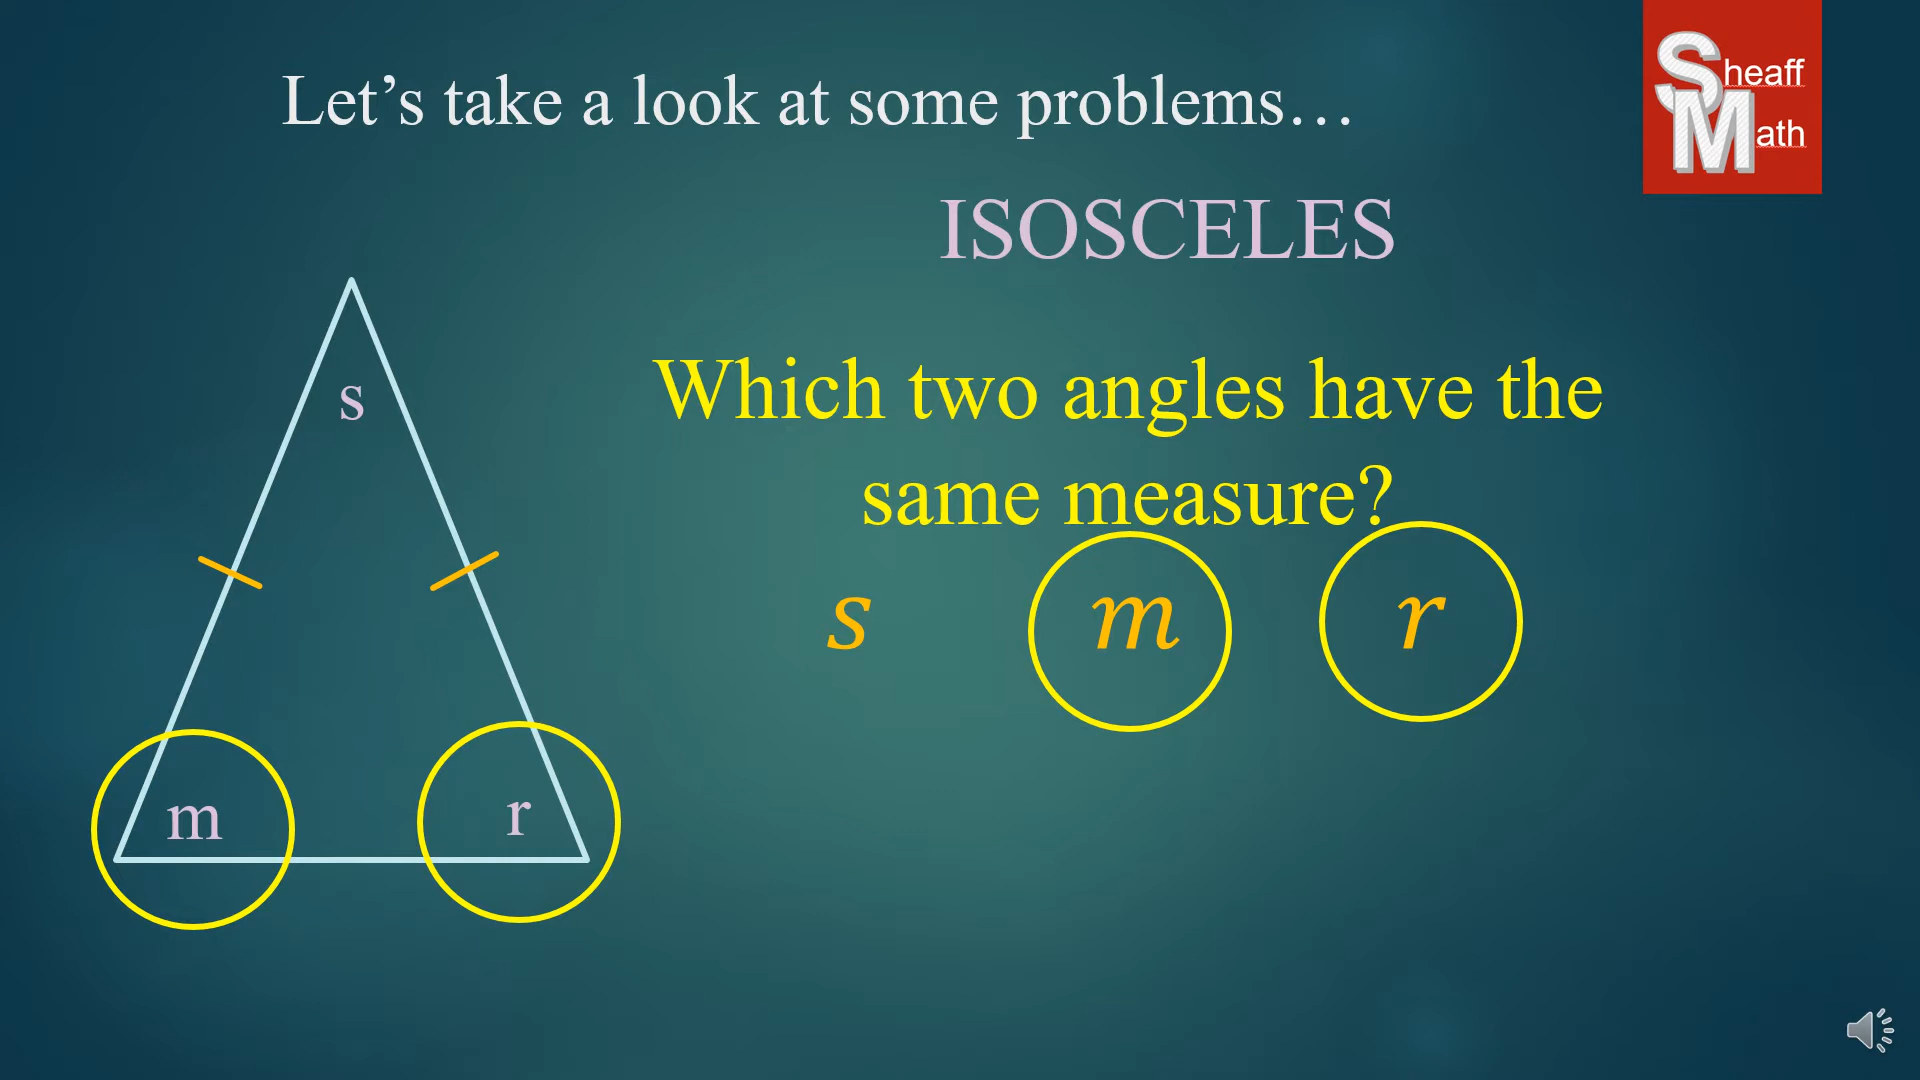 Let’s take a look at some problems…
Sheaff
Math
ISOSCELES
s
Which two angles have the
same measure?
s m r
m r